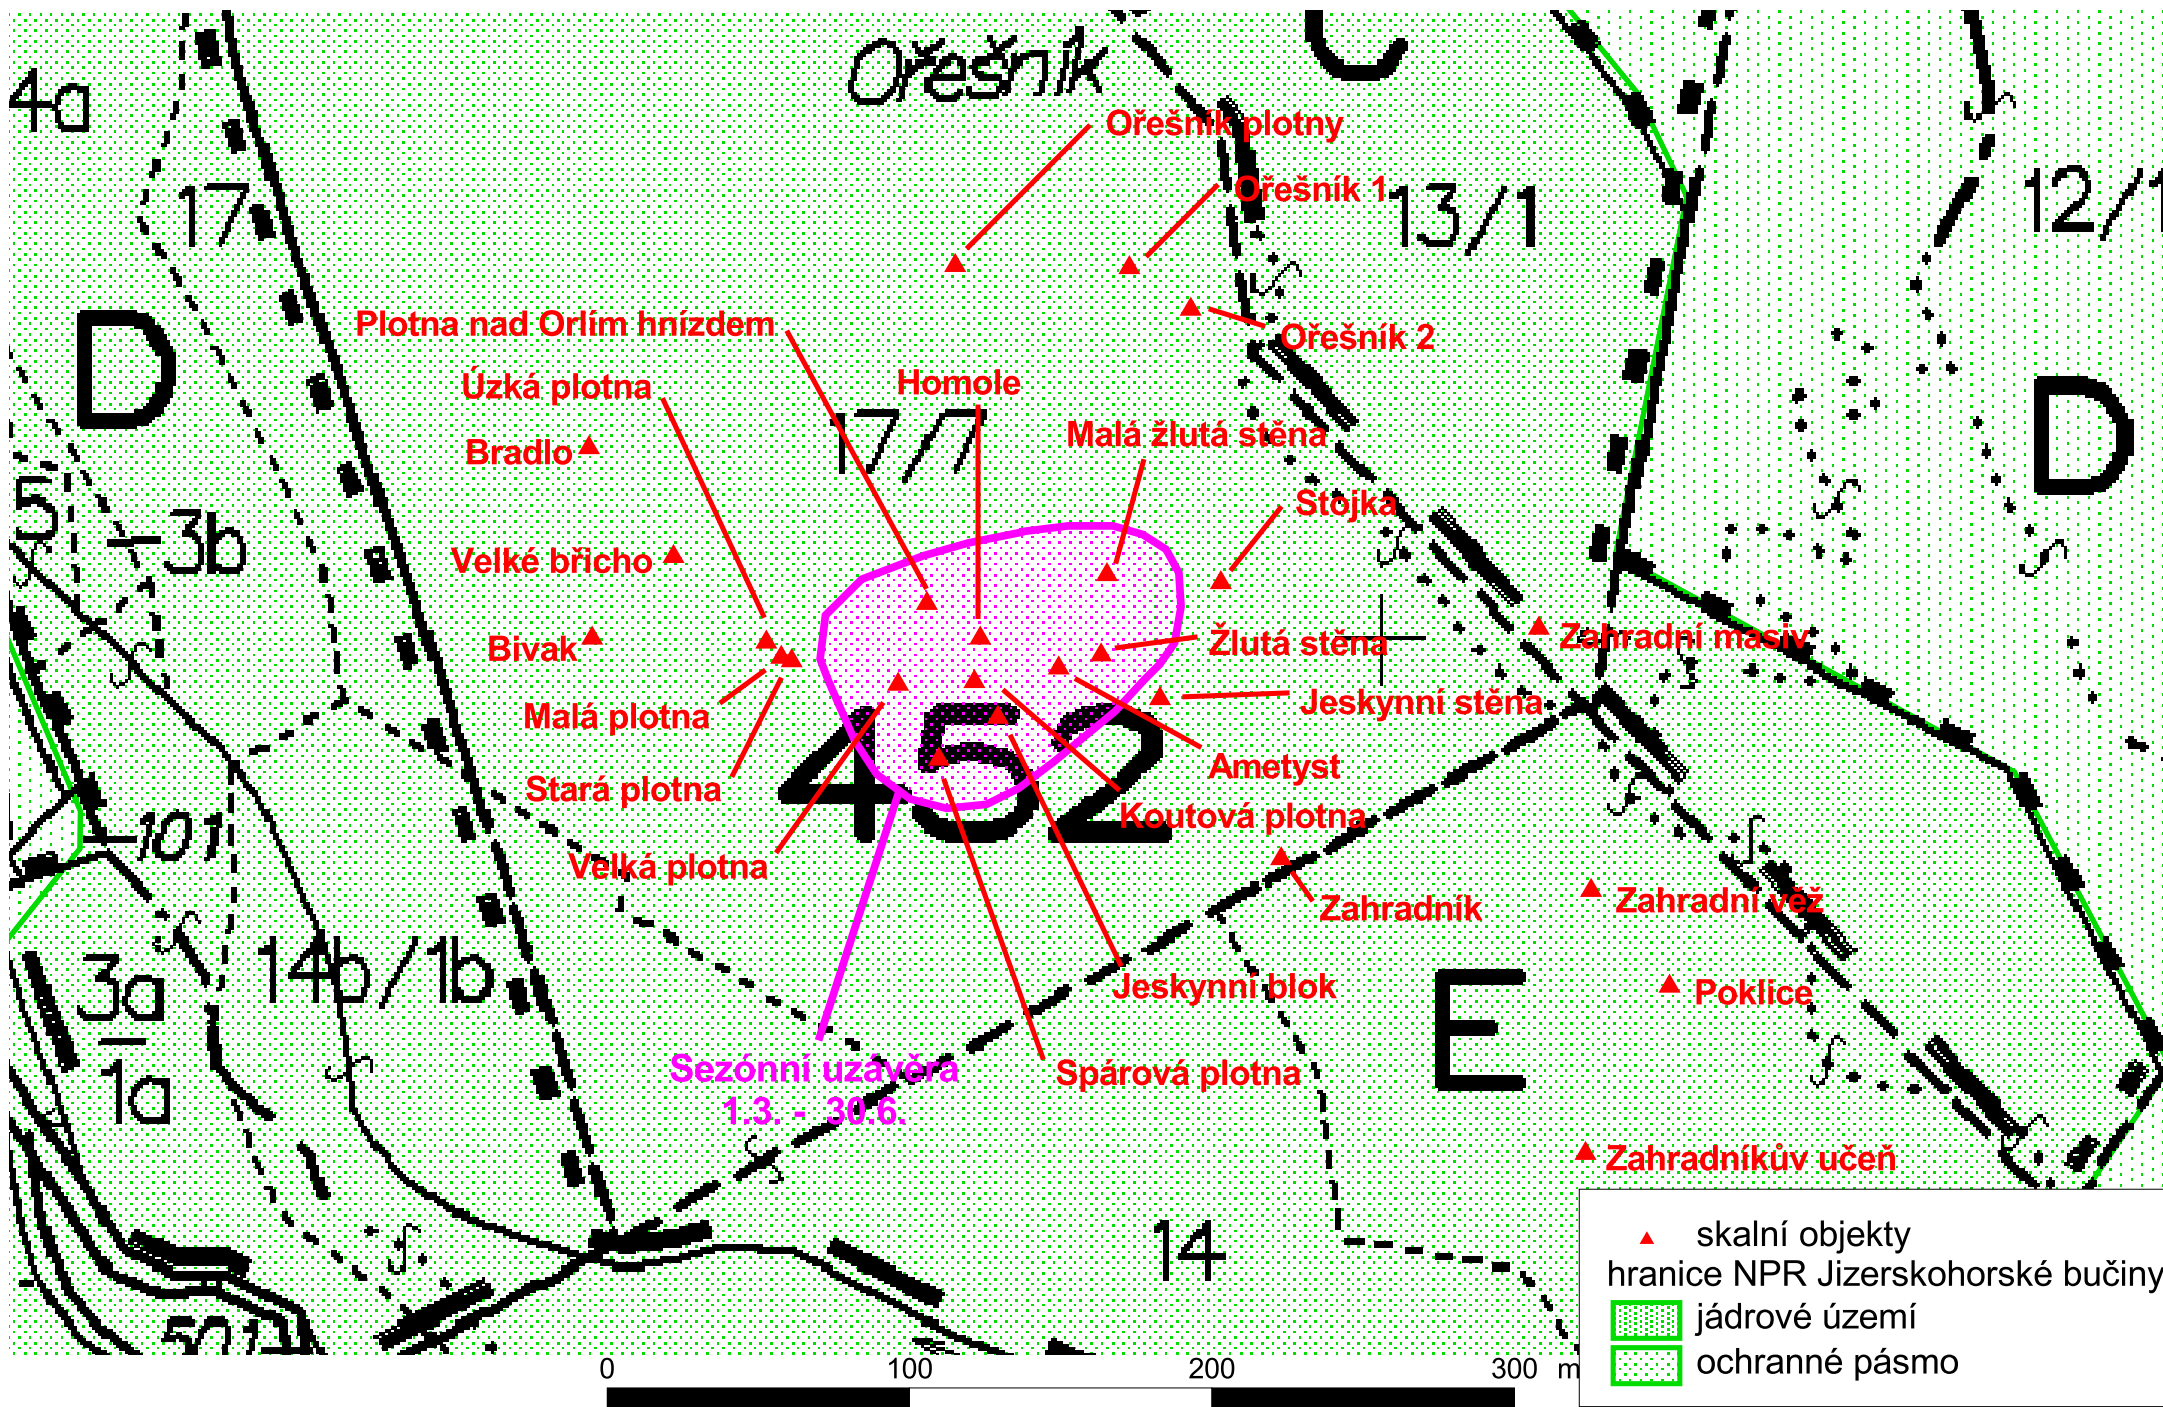 Ořešník
C
4a
Ořešník plotny
17
Ořešník 1
13/1
12/1
Plotna nad Orlím hnízdem
Ořešník 2
D
Úzká plotna
Homole
D
Bradlo
17/7
Malá žlutá stěna
5
3b
Stojka
Velké břicho
Bivak
Žlutá stěna
Zahradní masiv
Malá plotna
Jeskynní stěna
452
Stará plotna
Ametyst
101
Koutová plotna
Velká plotna
Zahradník
Zahradní věž
3a
14b/1b
Jeskynní blok
Poklice
E
1a
Sezónní uzávěra
1.3. - 30.6.
Spárová plotna
Zahradníkův učeň
14
501
skalní objekty
hranice NPR Jizerskohorské bučiny
jádrové území
ochranné pásmo
0 100 200 300 m